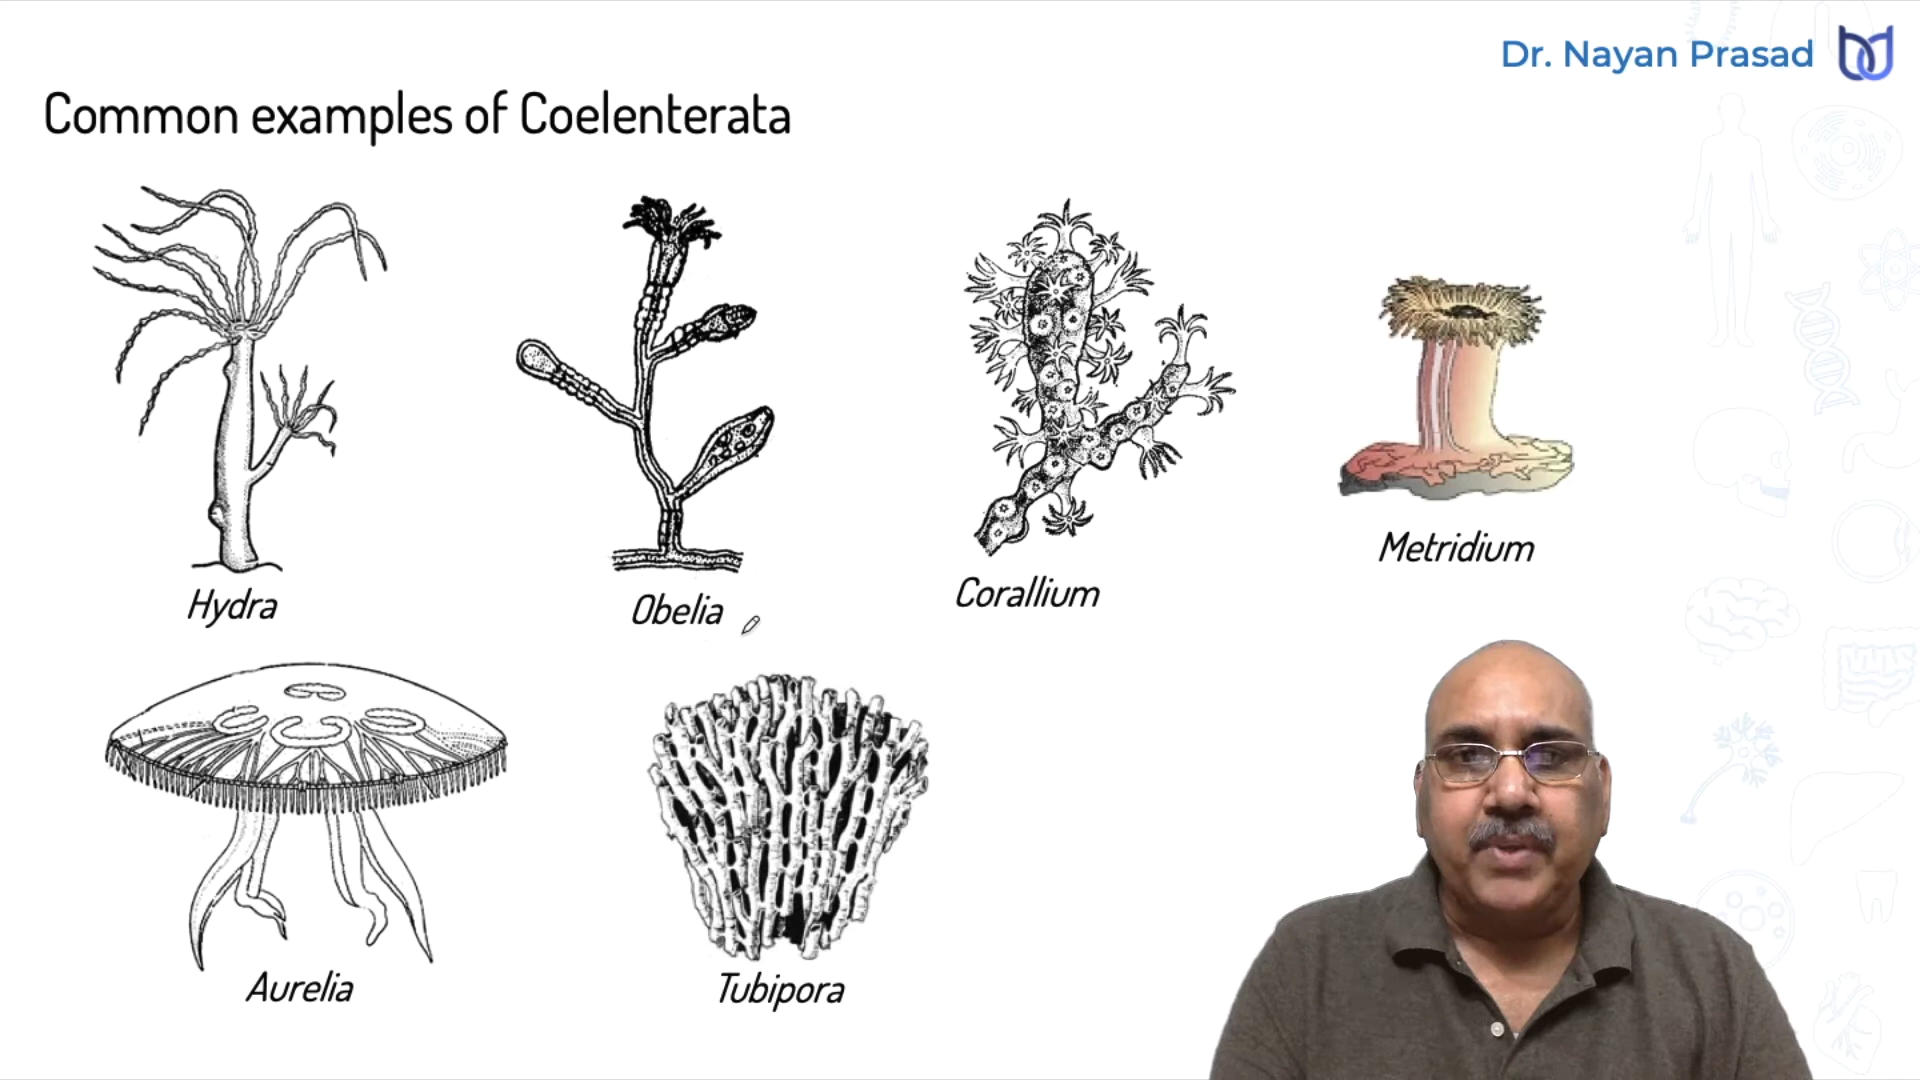 Dr. Nayan Prasad
Common examples of Coelenterata
Hydra
Obelia
Corallium
Metridium
Aurelia
Tubipora